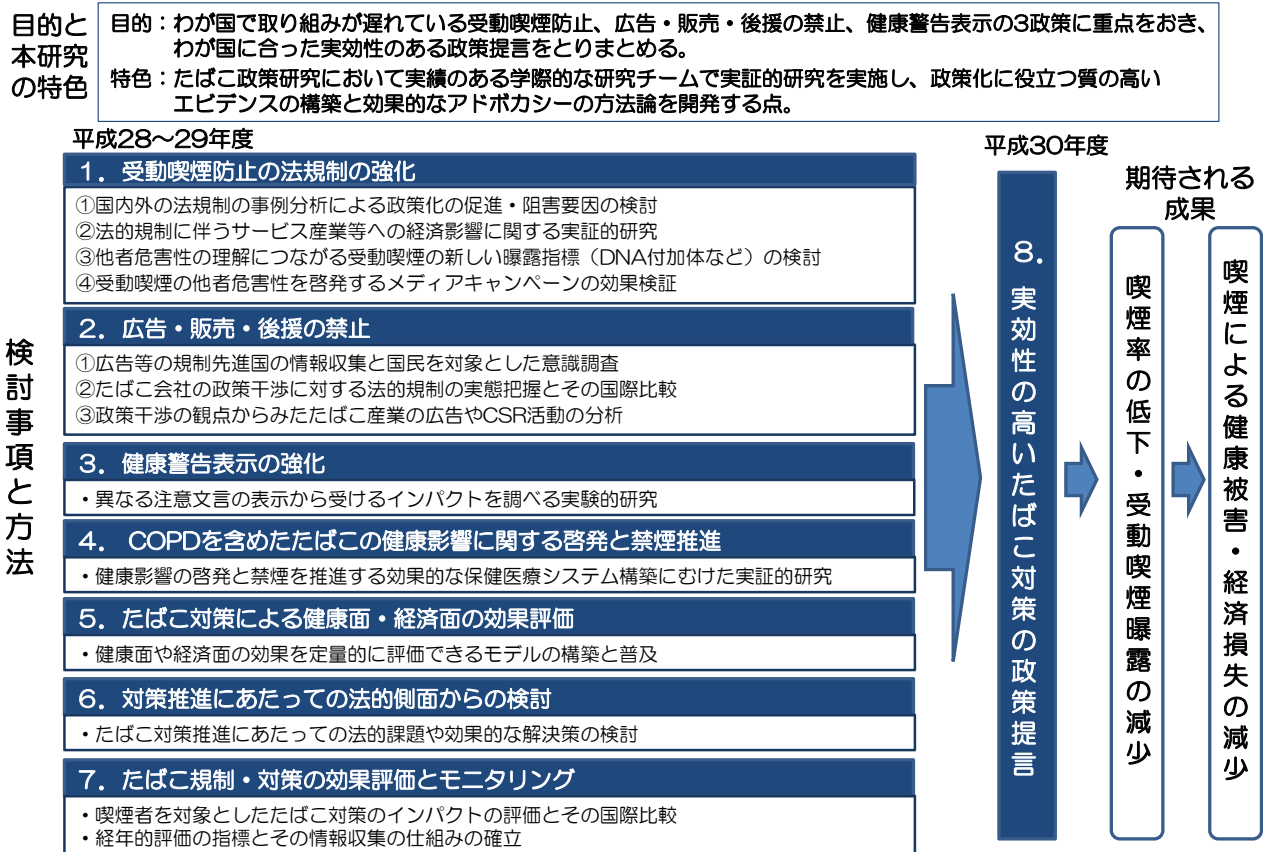 目的と
本研究
の特色
目的：わが国で取り組みが遅れている受動喫煙防止、広告・販売・後援の禁止、健康警告表示の3政策に重点をおき、
わが国に合った実効性のある政策提言をとりまとめる。
特色：たばこ政策研究において実績のある学際的な研究チームで実証的研究を実施し、政策化に役立つ質の高い
エビデンスの構築と効果的なアドボカシーの方法論を開発する点。
平成28～29年度
検討事項と方法
１．受動喫煙防止の法規制の強化
①国内外の法規制の事例分析による政策化の促進・阻害要因の検討
②法的規制に伴うサービス産業等への経済影響に関する実証的研究
③他者危害性の理解につながる受動喫煙の新しい曝露指標（DNA付加体など）の検討
④受動喫煙の他者危害性を啓発するメディアキャンペーンの効果検証
２．広告・販売・後援の禁止
①広告等の規制先進国の情報収集と国民を対象とした意識調査
②たばこ会社の政策干渉に対する法的規制の実態把握とその国際比較
③政策干渉の観点からみたたばこ産業の広告やCSR活動の分析
３．健康警告表示の強化
・異なる注意文言の表示から受けるインパクトを調べる実験的研究
４． COPDを含めたたばこの健康影響に関する啓発と禁煙推進
・健康影響の啓発と禁煙を推進する効果的な保健医療システム構築にむけた実証的研究
５．たばこ対策による健康面・経済面の効果評価
・健康面や経済面の効果を定量的に評価できるモデルの構築と普及
６．対策推進にあたっての法的側面からの検討
・たばこ対策推進にあたっての法的課題や効果的な解決策の検討
７．たばこ規制・対策の効果評価とモニタリング
・喫煙者を対象としたたばこ対策のインパクトの評価とその国際比較
・経年的評価の指標とその情報収集の仕組みの確立
平成30年度
８．実効性の高いたばこ対策の政策提言
期待される
成果
喫煙率の低下・受動喫煙曝露の減少
喫煙による健康被害・経済損失の減少